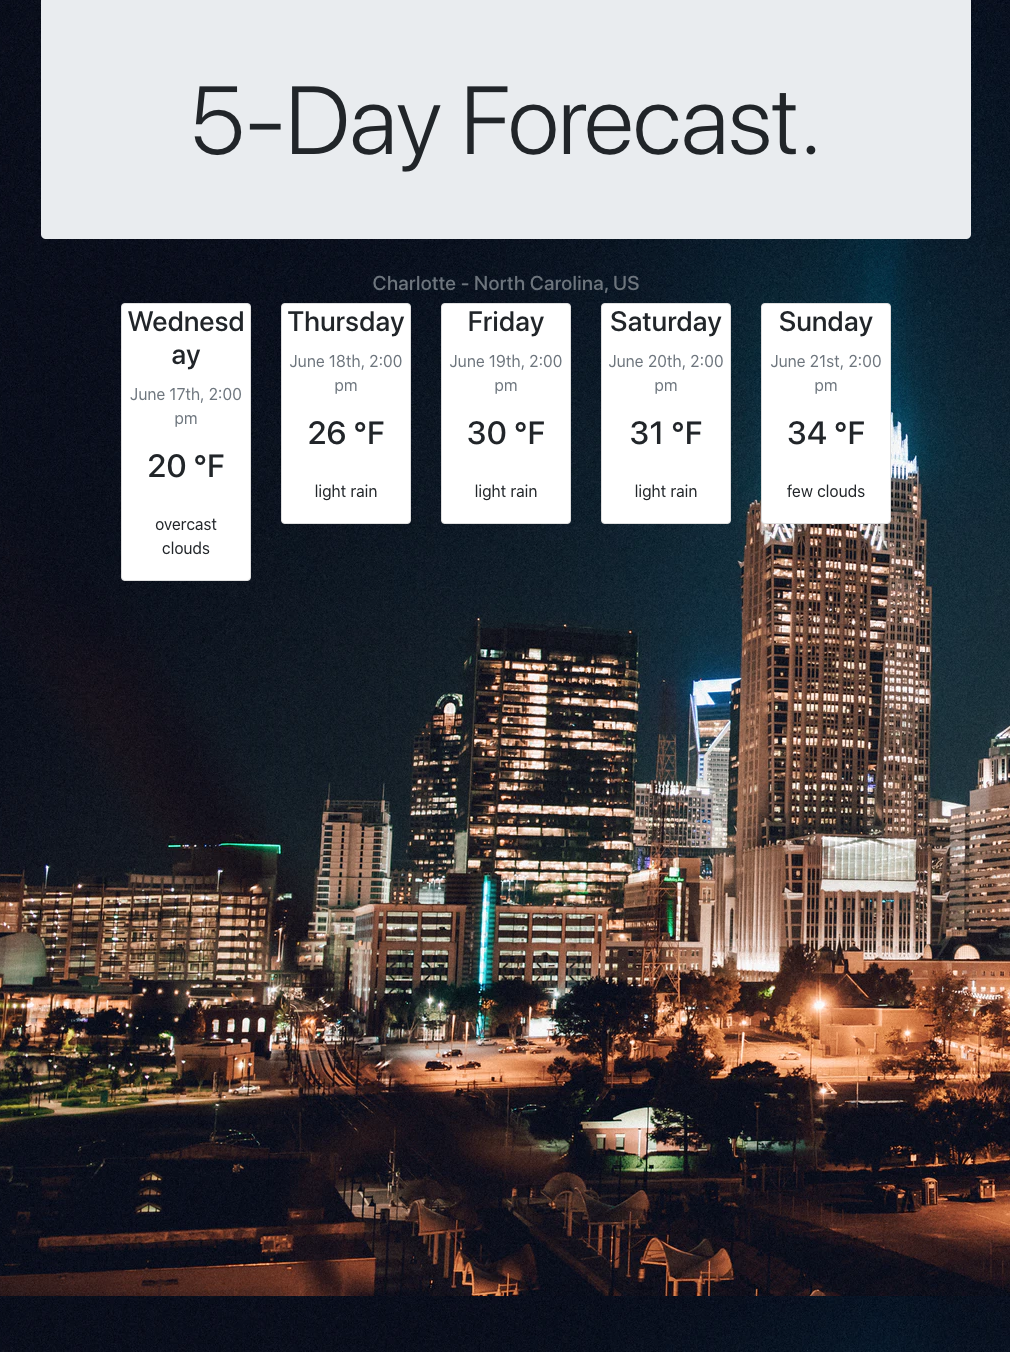 5-Day Forecast.
Charlotte - North Carolina, US
Wednesd
ay
June 17th, 2:00
pm
20 °F
overcast
clouds
Thursday
June 18th, 2:00
pm
26 °F
light rain
Friday
June 19th, 2:00
pm
30 °F
light rain
Saturday
June 20th, 2:00
pm
31 °F
light rain
Sunday
June 21st, 2:00
pm
34 °F
few clouds